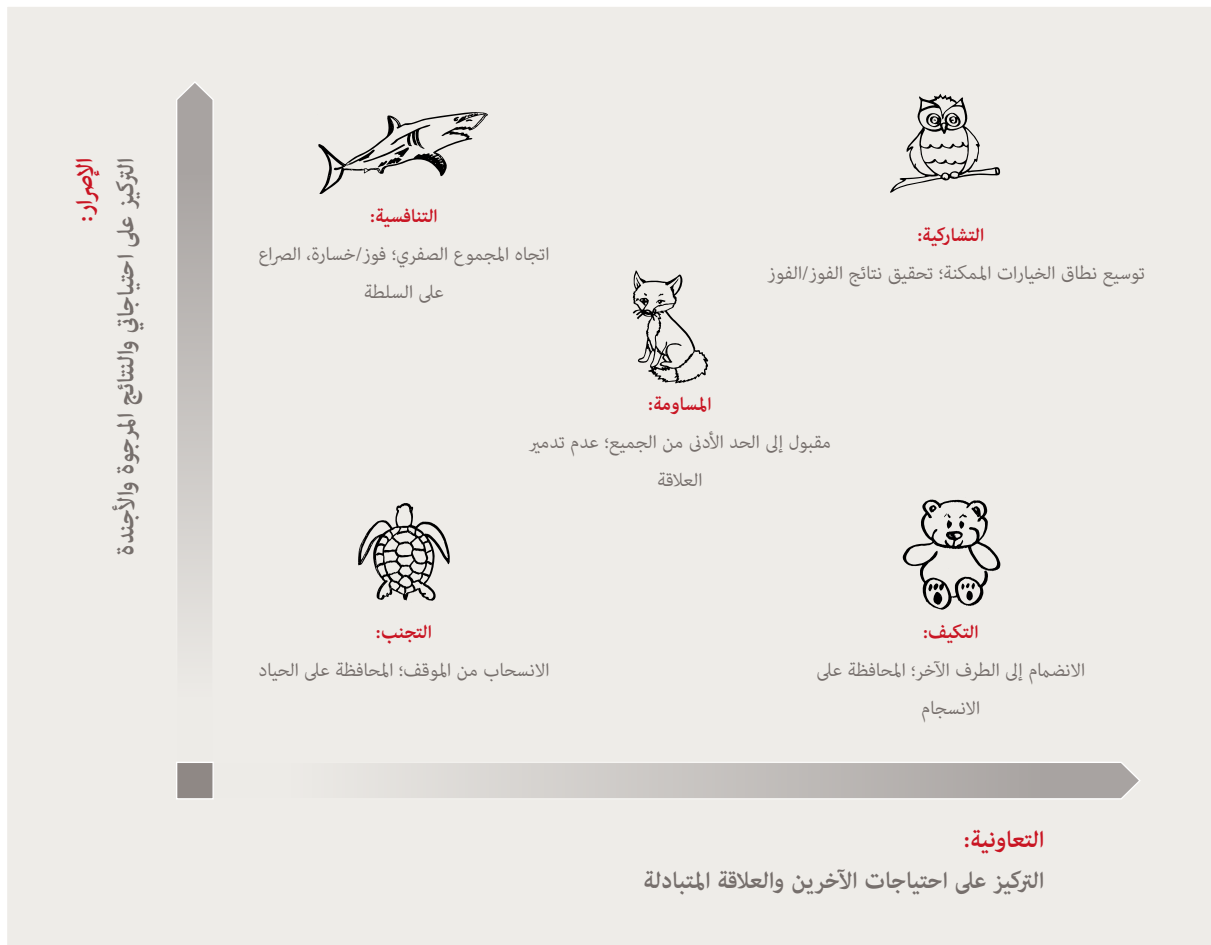 الإصرار:
التركيز على احتياجاتي والنتائج المرجوة والأجندة
التشاركية:
توسيع نطاق الخيارات الممكنة؛ تحقيق نتائج الفوز/الفوز
التنافسية:
اتجاه المجموع الصفري؛ فوز/خسارة، الصراع
على السلطة
المساومة:
مقبول إلى الحد الأدنى من الجميع؛ عدم تدمير
العلاقة
التكيف:
الانضمام إلى الطرف الآخر؛ المحافظة على
الانسجام
التجنب:
الانسحاب من الموقف؛ المحافظة على الحياد
التعاونية:
التركيز على احتياجات الآخرين والعلاقة المتبادلة